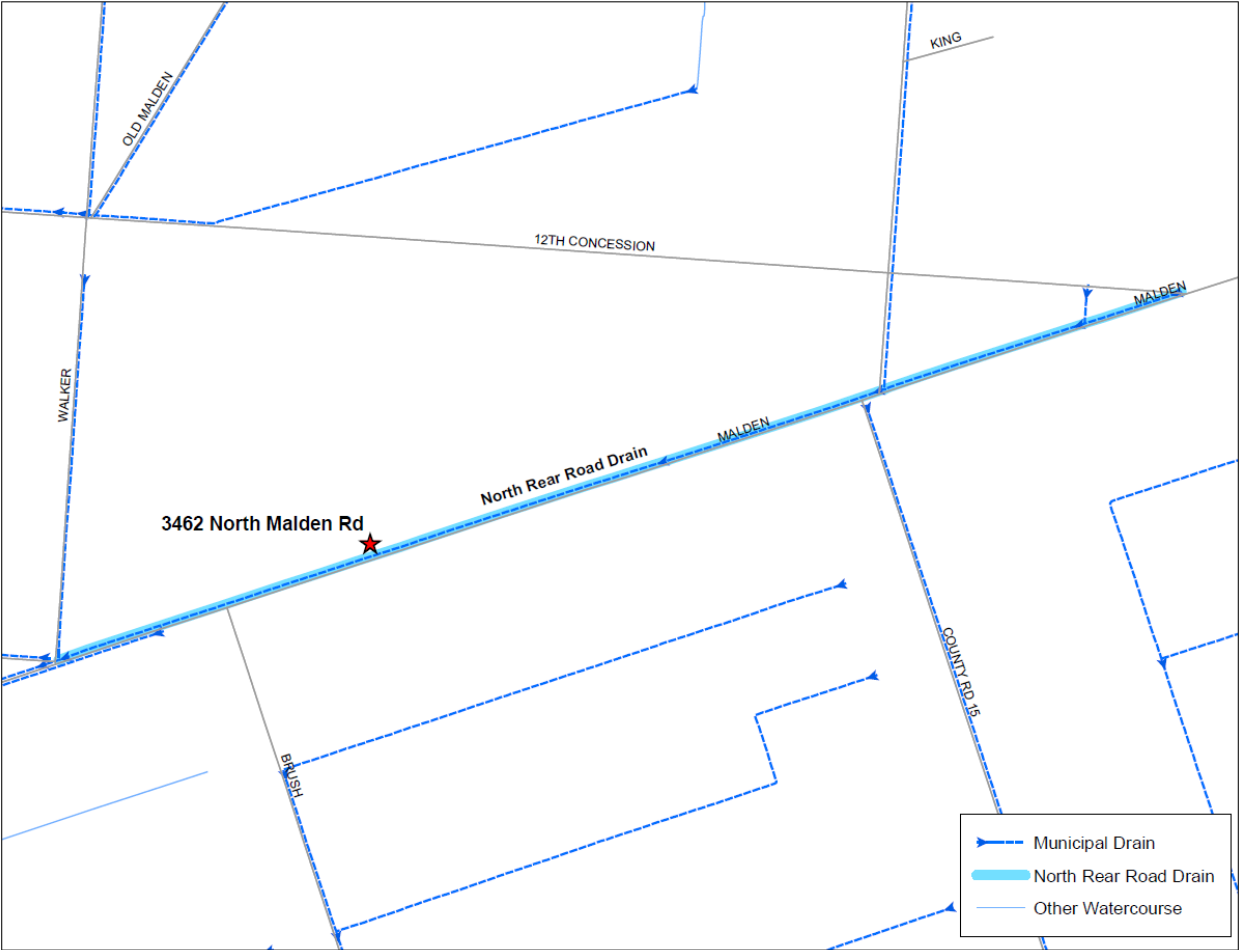 KING
OLD MALDEN
12TH CONCESSION
MALDEN
WALKER
MALDEN
North Rear Road Drain
3462 North Malden Rd
COUNTY RD 15
BRUSH
Municipal Drain
North Rear Road Drain
Other Watercourse